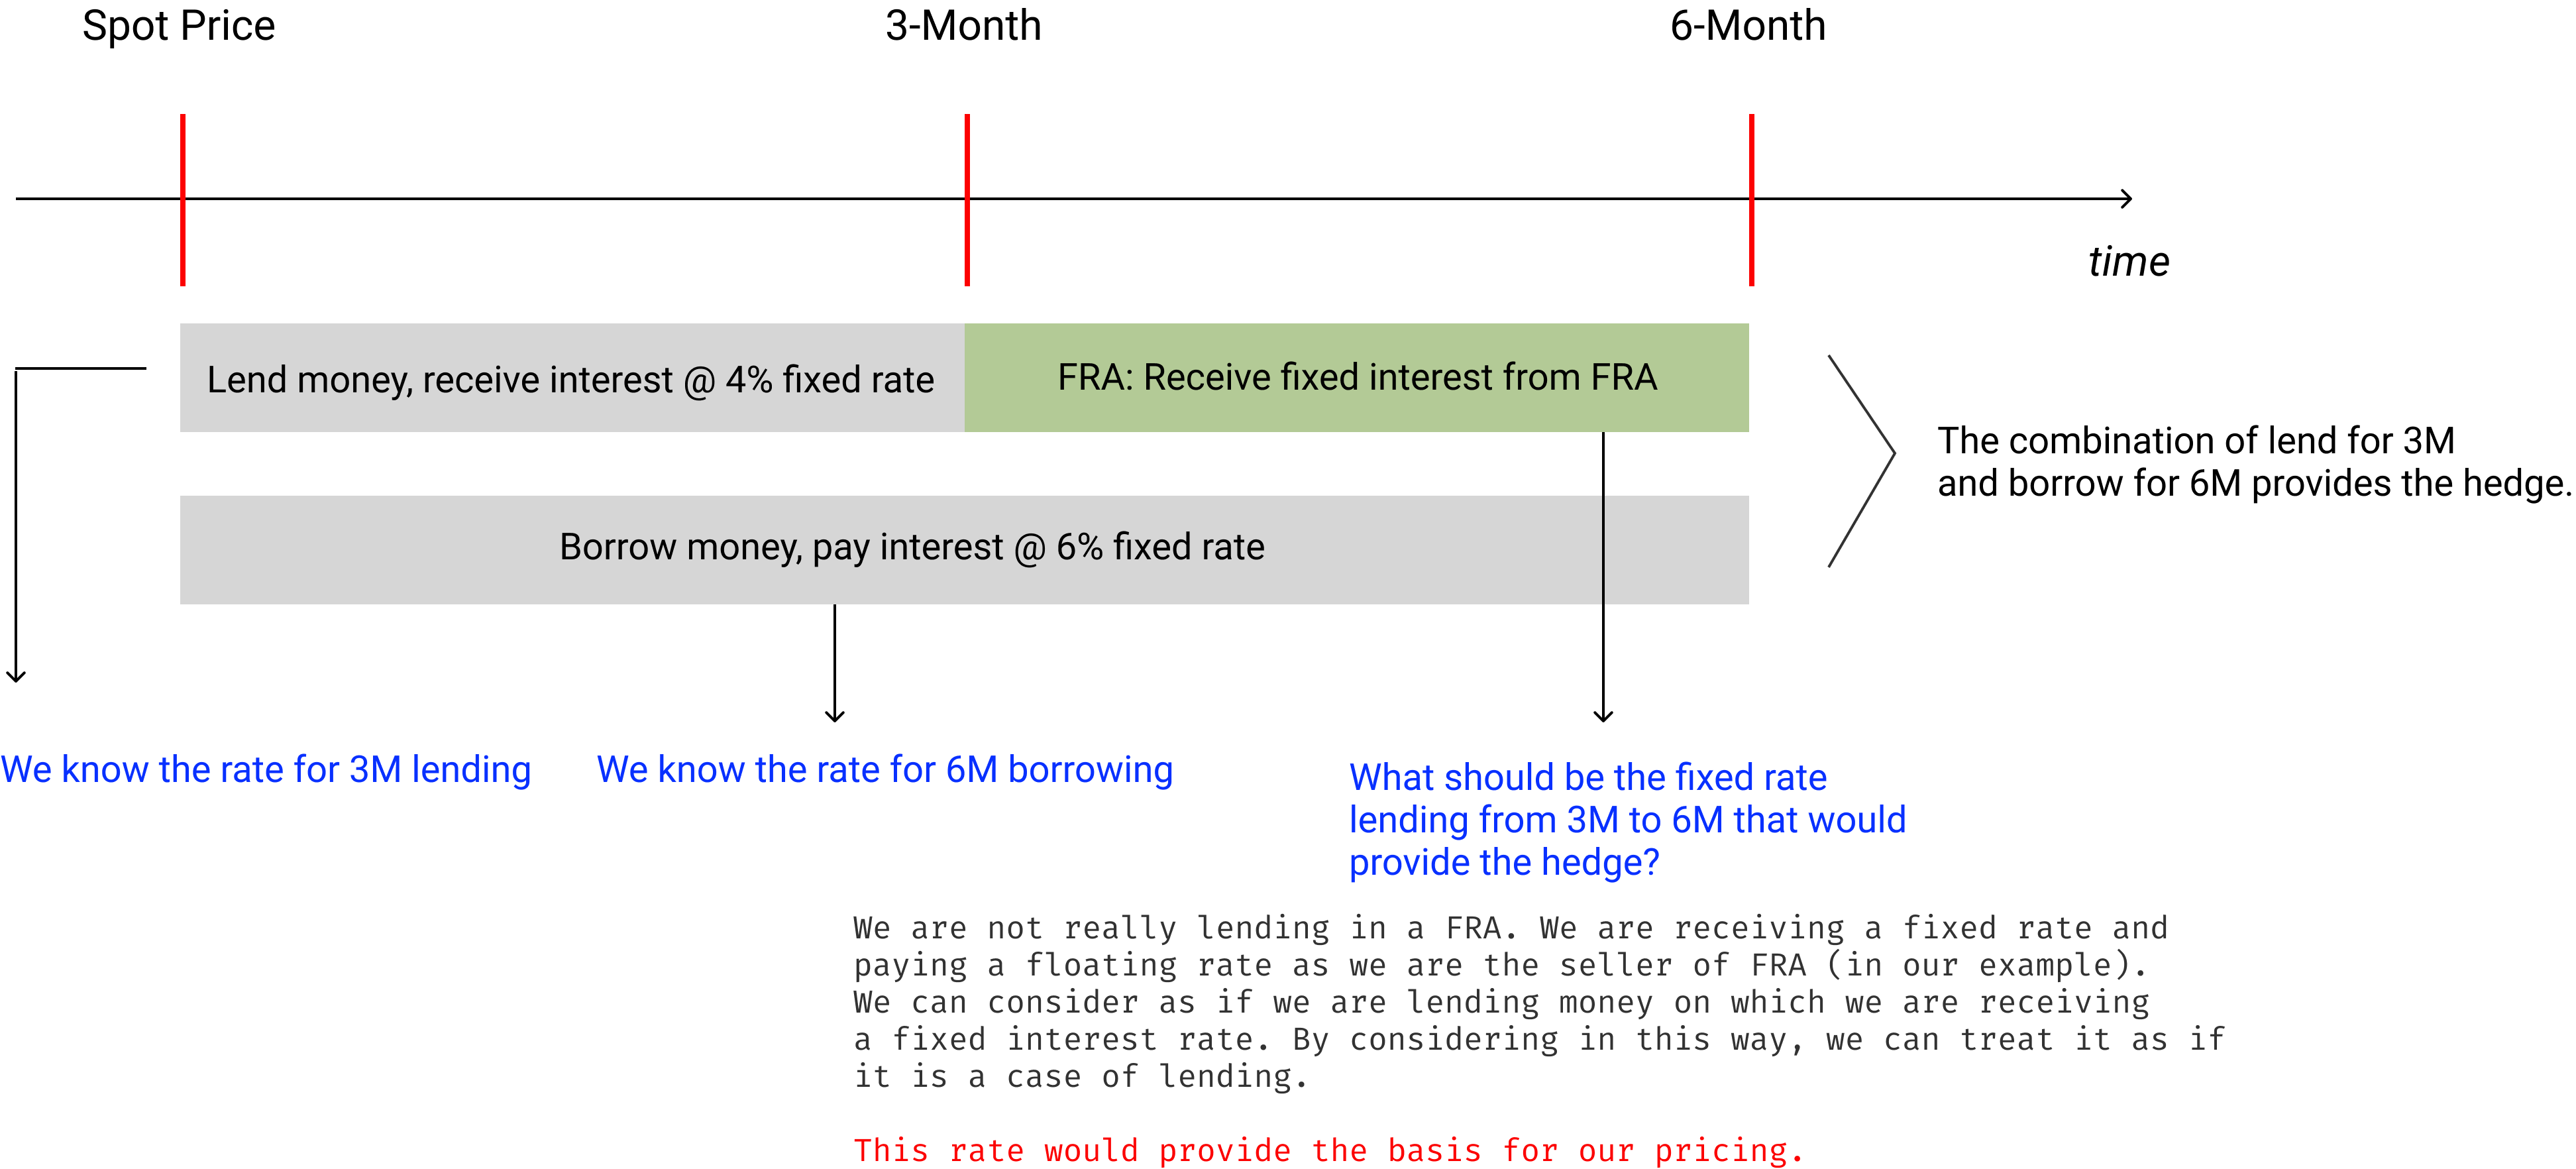 Spot Price
3-Month
6-Month
time
Lend money, receive interest @ 4% fixed rate
FRA: Receive fixed interest from FRA
The combination of lend for 3M
and borrow for 6M provides the hedge.
Borrow money, pay interest @ 6% fixed rate
We know the rate for 3M lending
We know the rate for 6M borrowing
What should be the fixed rate
lending from 3M to 6M that would
provide the hedge?
We are not really lending in a FRA. We are receiving a fixed rate and
paying a floating rate as we are the seller of FRA (in our example).
We can consider as if we are lending money on which we are receiving
a fixed interest rate. By considering in this way, we can treat it as if
it is a case of lending.
This rate would provide the basis for our pricing.